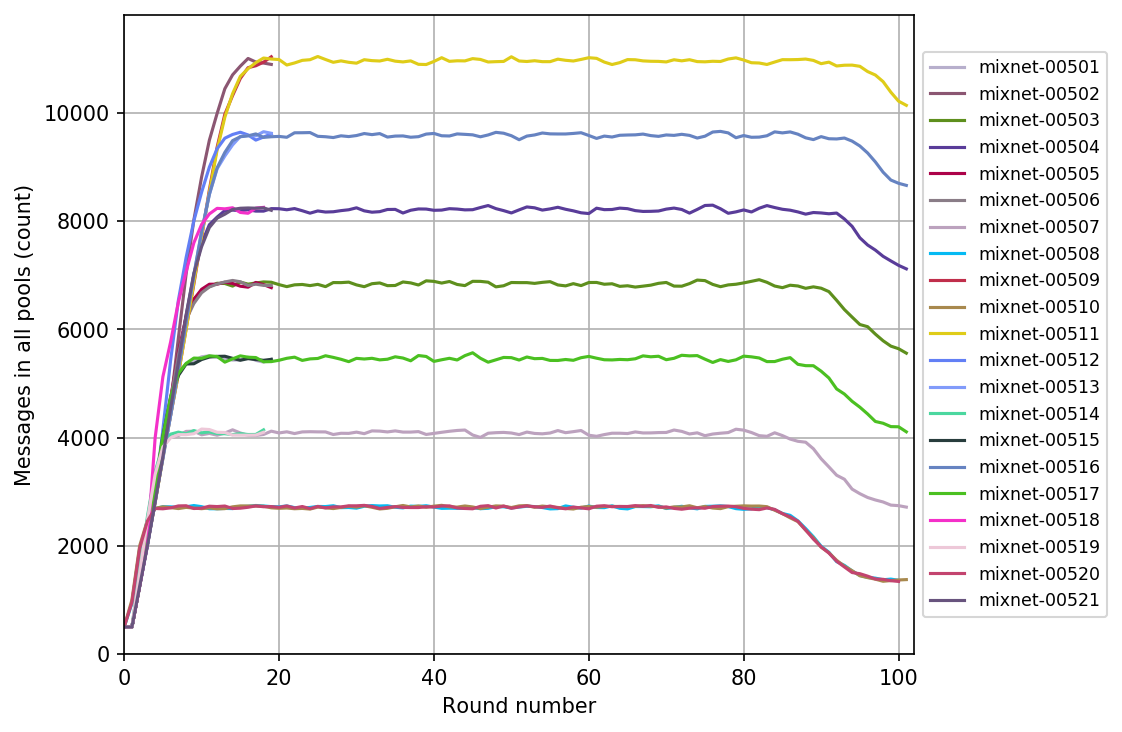 10000
8000
6000
4000
2000
0
Messages in all pools (count)
0 20 40 60 80 100
Round number
mixnet-00501
mixnet-00502
mixnet-00503
mixnet-00504
mixnet-00505
mixnet-00506
mixnet-00507
mixnet-00508
mixnet-00509
mixnet-00510
mixnet-00511
mixnet-00512
mixnet-00513
mixnet-00514
mixnet-00515
mixnet-00516
mixnet-00517
mixnet-00518
mixnet-00519
mixnet-00520
mixnet-00521